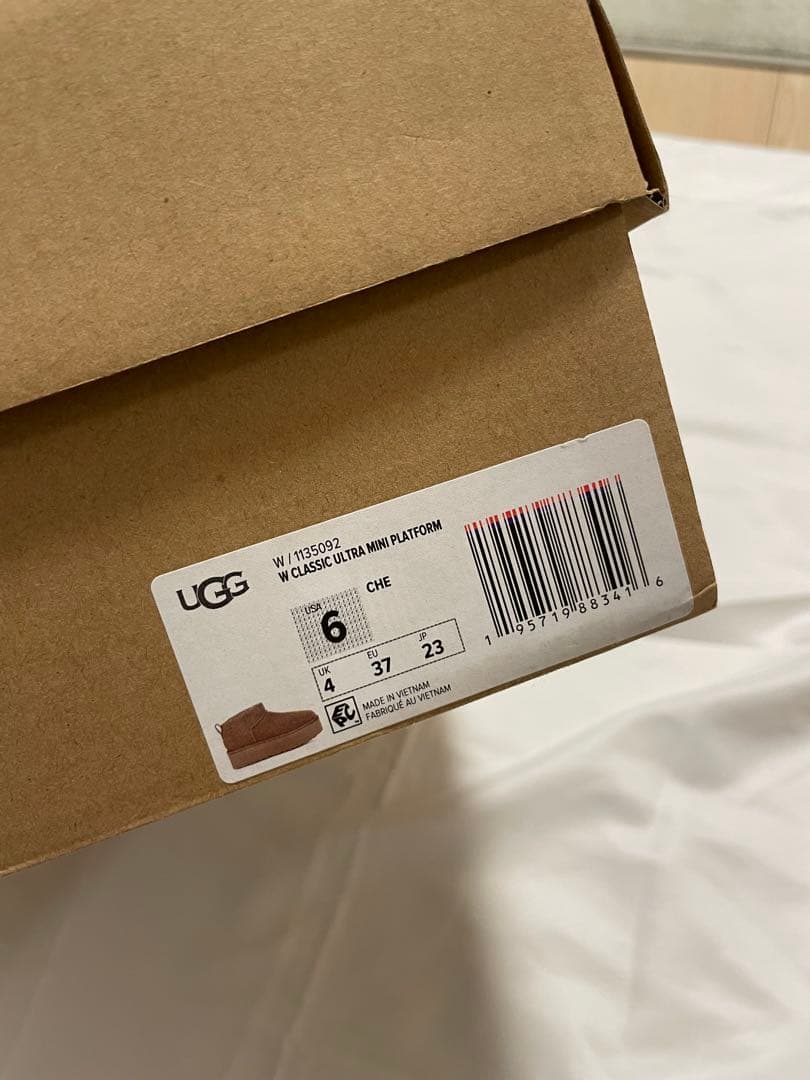 UGG
W / 1135092
W CLASSIC ULTRA MINI PLATFORM
USA
6
CHE
UK
4
EU
37
JP
23
MADE IN VIETNAM
FABRIQUÉ AU VIETNAM
1 95719 88341 6